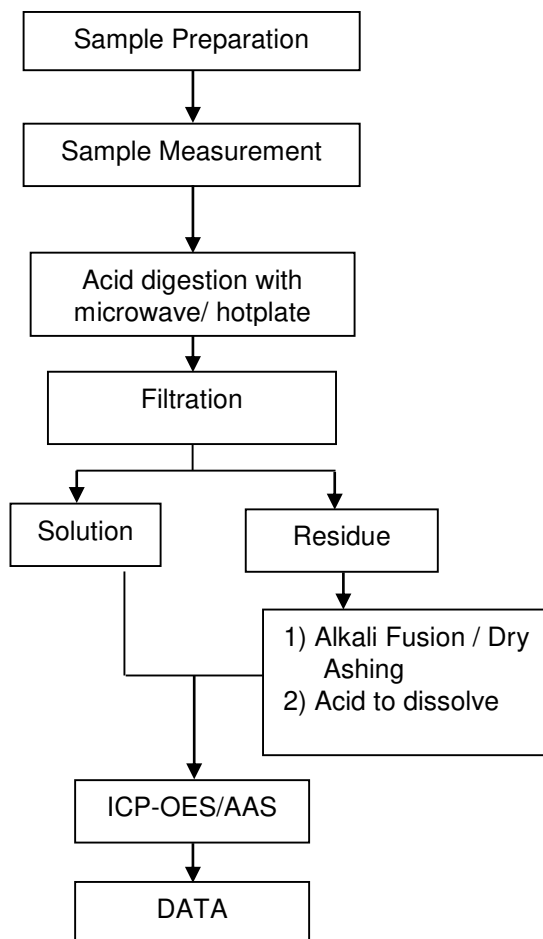 Sample Preparation
Sample Measurement
Acid digestion with
microwave/ hotplate
Filtration
Solution
Residue
1) Alkali Fusion / Dry
Ashing
2) Acid to dissolve
ICP-OES/AAS
DATA